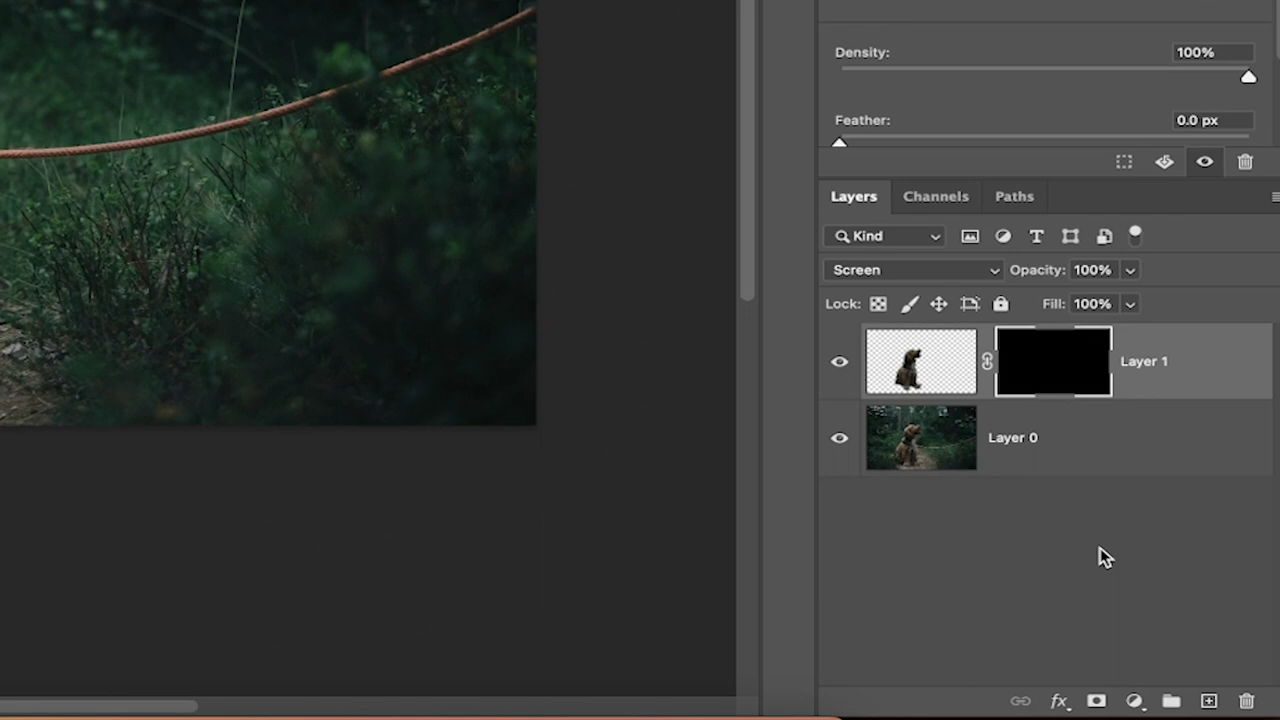 Density:
100%
Feather:
0.0 px
Layers Channels Paths
Kind
Screen Opacity: 100%
Lock: Fill: 100%
Layer 1
Layer 0
fx